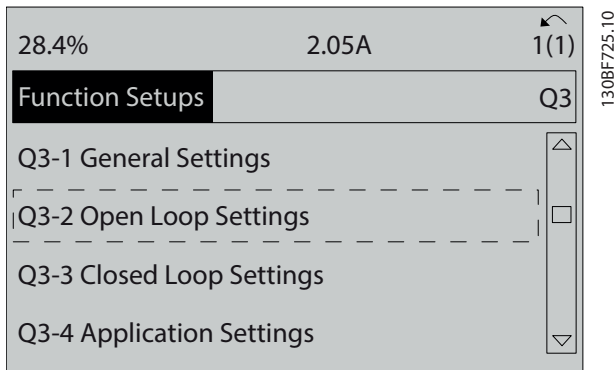 28.4% 2.05A 1(1)
Function Setups Q3
Q3-1 General Settings
Q3-2 Open Loop Settings
Q3-3 Closed Loop Settings
Q3-4 Application Settings
130BF725.10